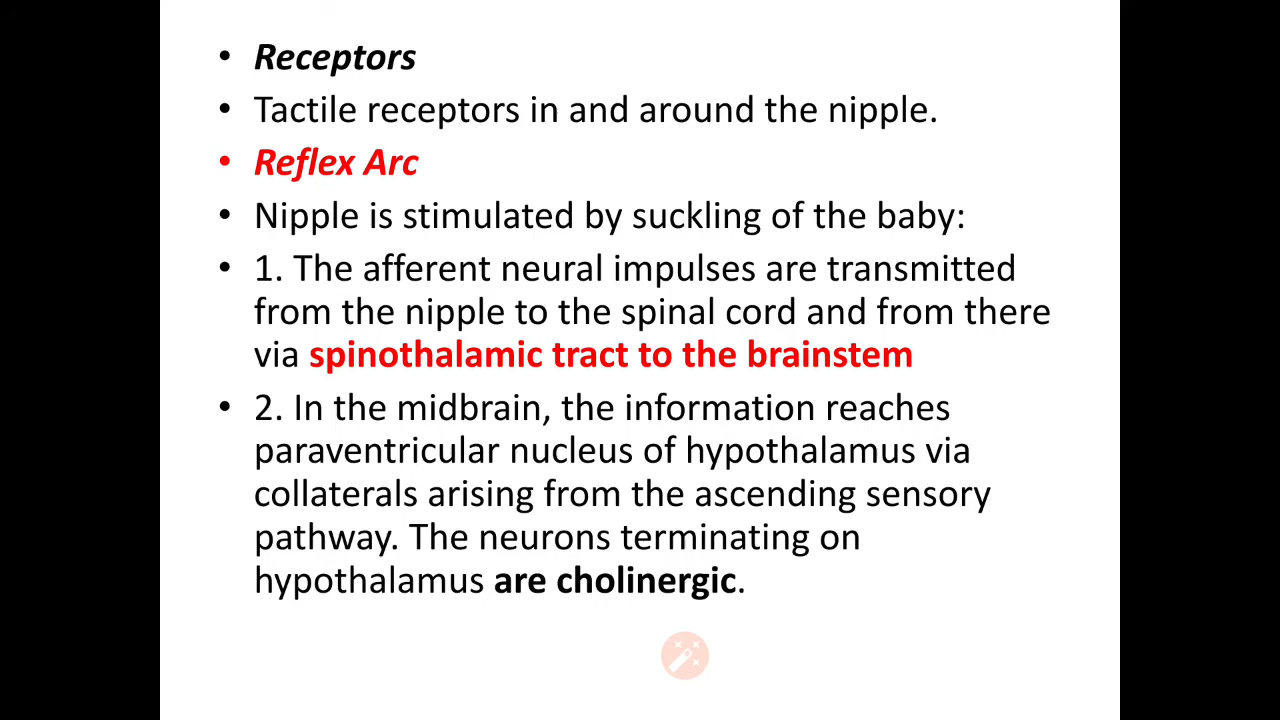 • Receptors
• Tactile receptors in and around the nipple.
• Reflex Arc
• Nipple is stimulated by suckling of the baby:
• 1. The afferent neural impulses are transmitted
from the nipple to the spinal cord and from there
via spinothalamic tract to the brainstem
• 2. In the midbrain, the information reaches
paraventricular nucleus of hypothalamus via
collaterals arising from the ascending sensory
pathway. The neurons terminating on
hypothalamus are cholinergic.